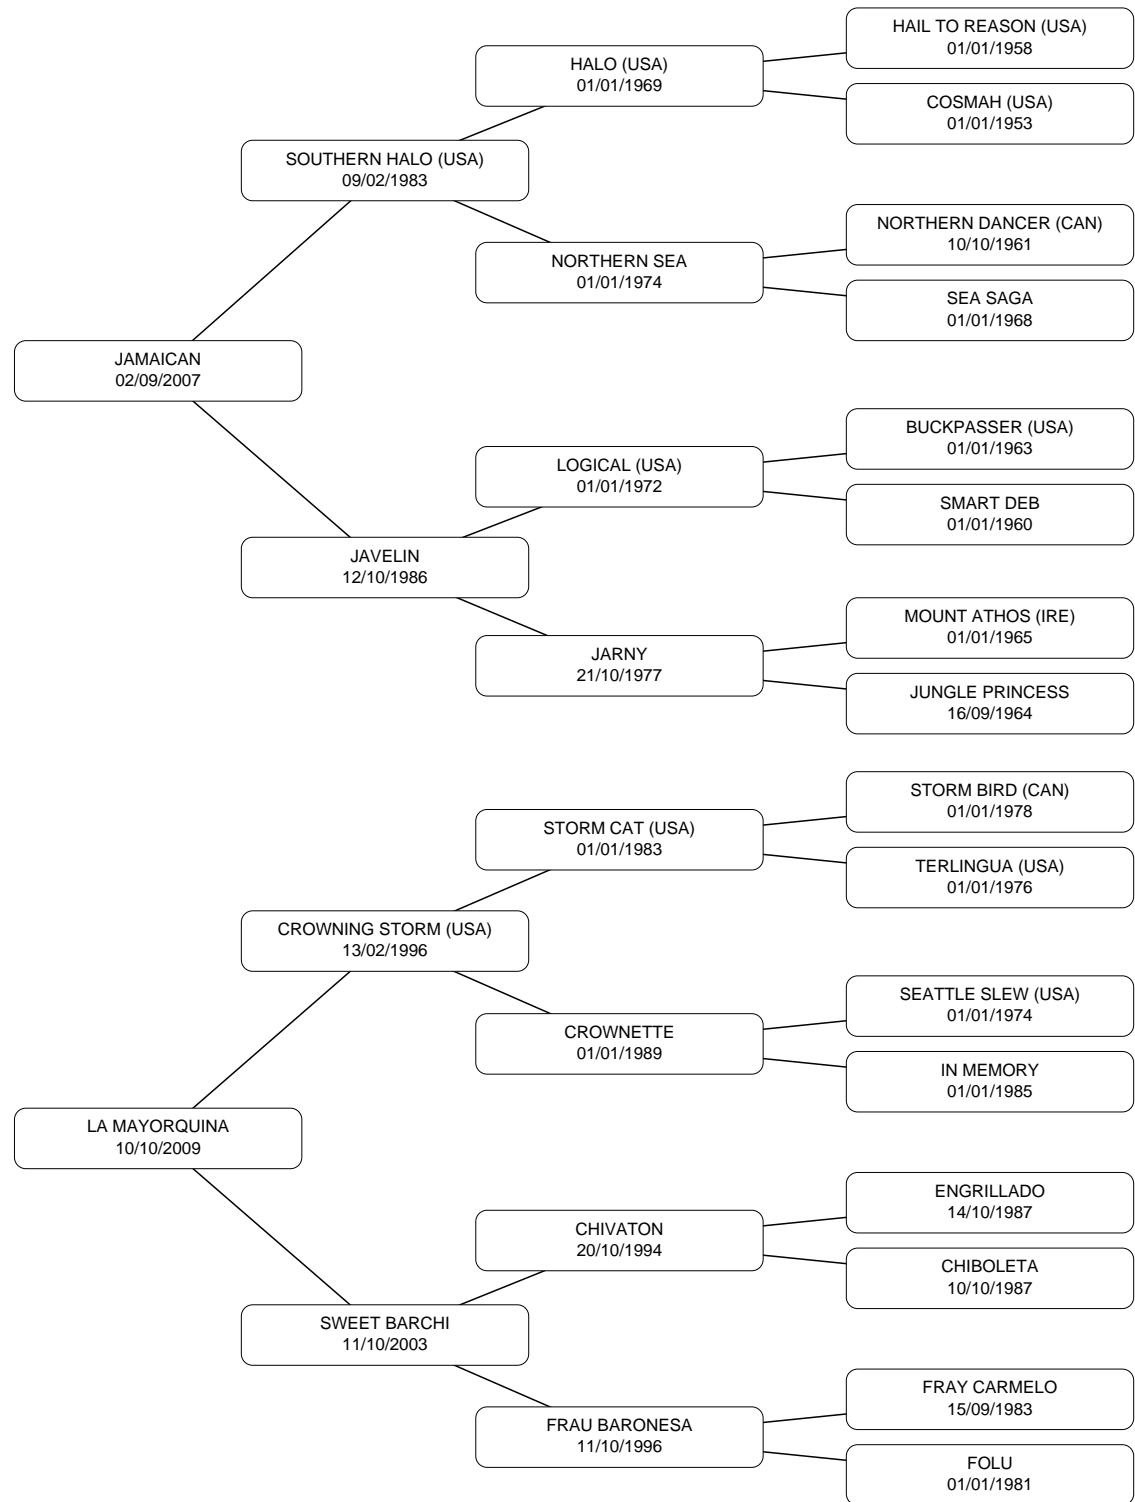 HAIL TO REASON (USA)
01/01/1958
HALO (USA)
01/01/1969
COSMAH (USA)
01/01/1953
SOUTHERN HALO (USA)
09/02/1983
NORTHERN DANCER (CAN)
10/10/1961
NORTHERN SEA
01/01/1974
SEA SAGA
01/01/1968
JAMAICAN
02/09/2007
BUCKPASSER (USA)
01/01/1963
LOGICAL (USA)
01/01/1972
SMART DEB
01/01/1960
JAVELIN
12/10/1986
MOUNT ATHOS (IRE)
01/01/1965
JARNY
21/10/1977
JUNGLE PRINCESS
16/09/1964
STORM BIRD (CAN)
01/01/1978
STORM CAT (USA)
01/01/1983
TERLINGUA (USA)
01/01/1976
CROWNING STORM (USA)
13/02/1996
SEATTLE SLEW (USA)
01/01/1974
CROWNETTE
01/01/1989
IN MEMORY
01/01/1985
LA MAYORQUINA
10/10/2009
ENGRILLADO
14/10/1987
CHIVATON
20/10/1994
CHIBOLETA
10/10/1987
SWEET BARCHI
11/10/2003
FRAY CARMELO
15/09/1983
FRAU BARONESA
11/10/1996
FOLU
01/01/1981